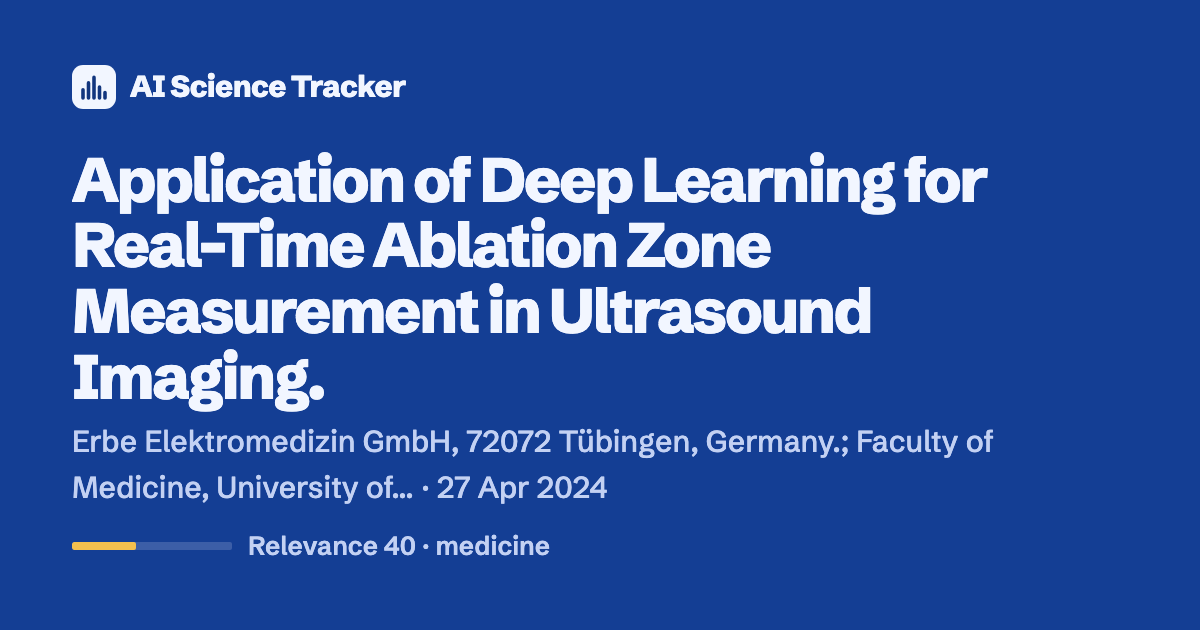 AI Science Tracker
Application of Deep Learning for
Real-Time Ablation Zone
Measurement in Ultrasound
Imaging.
Erbe Elektromedizin GmbH, 72072 Tübingen, Germany.; Faculty of
Medicine, University of... · 27 Apr 2024
Relevance 40 · medicine